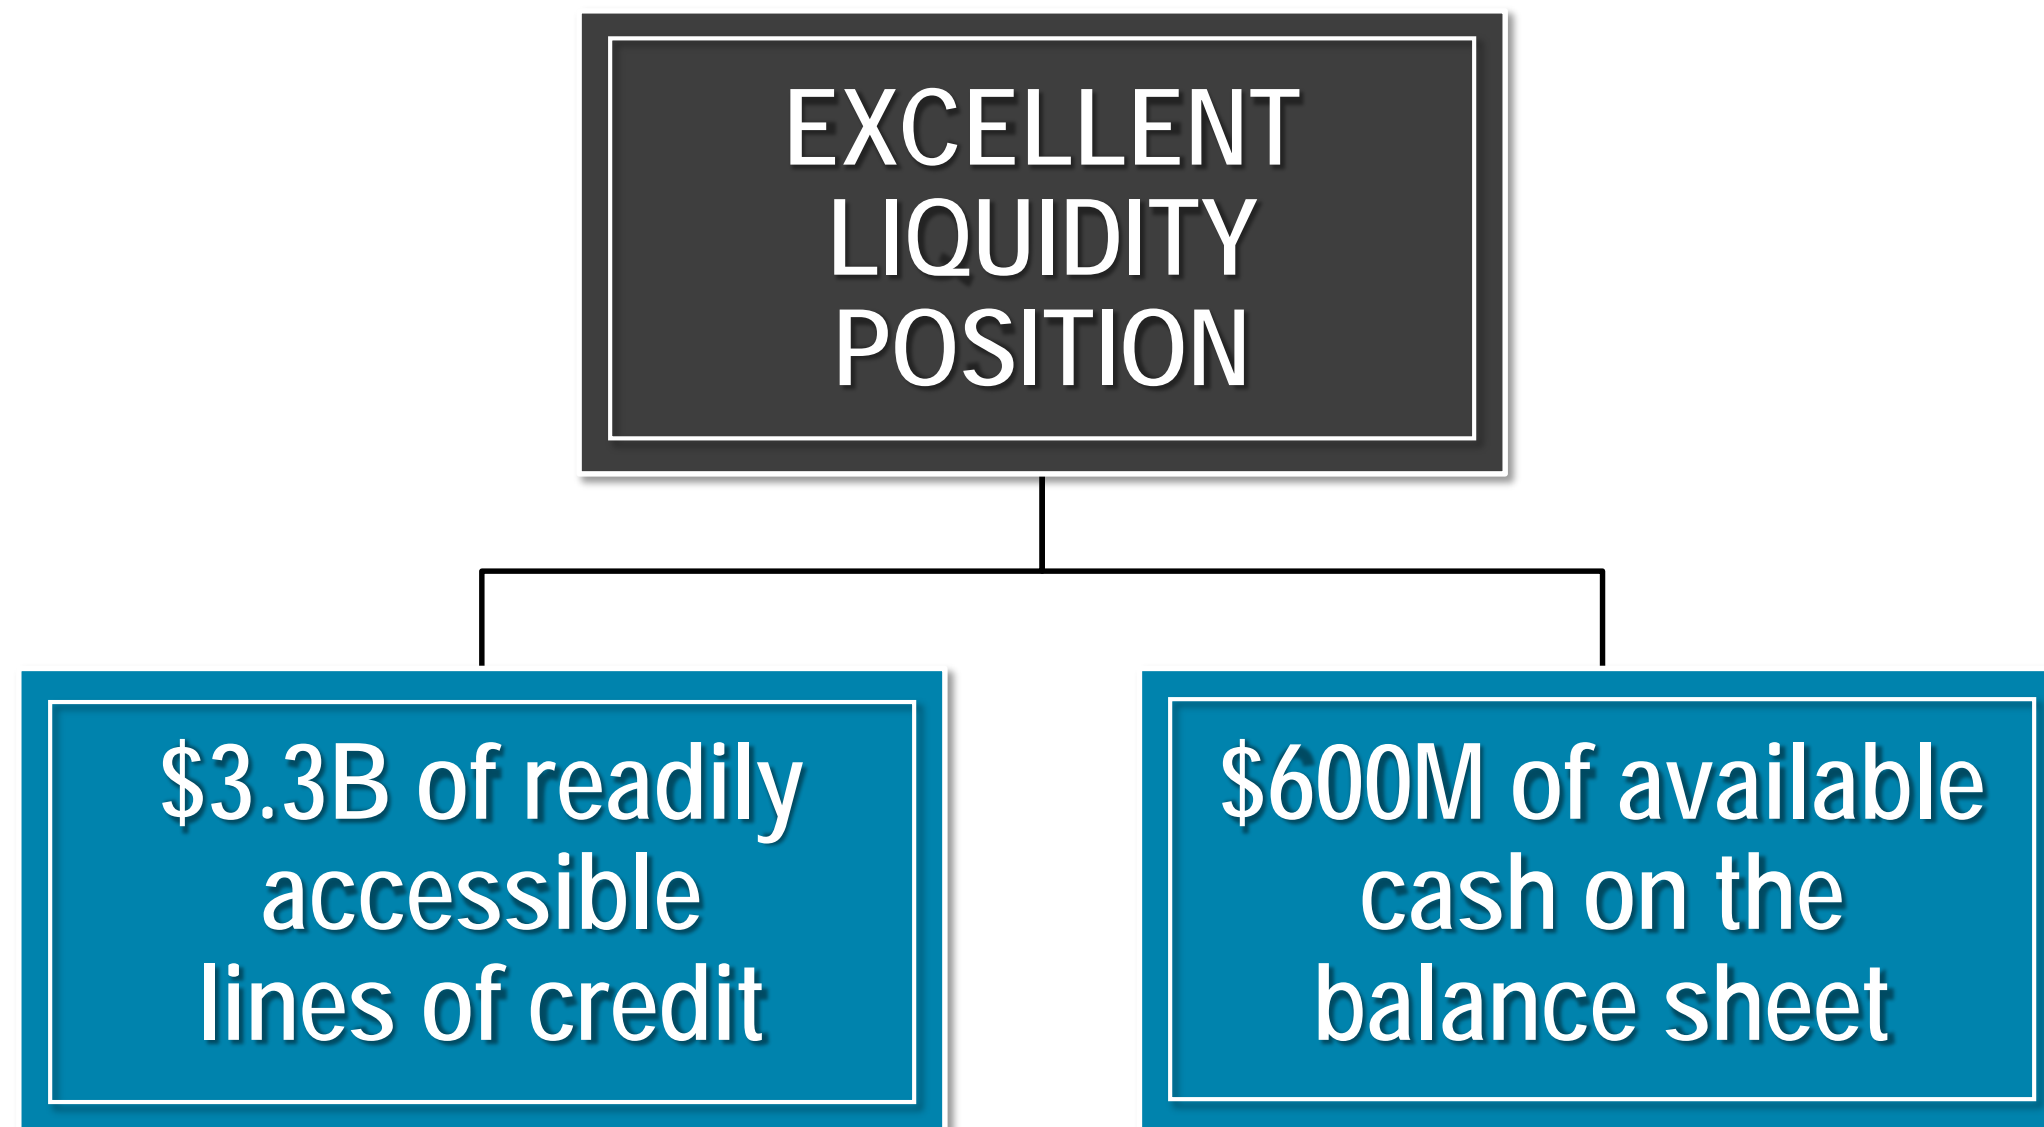 EXCELLENT
LIQUIDITY
POSITION
$3.3B of readily
accessible
lines of credit
$600M of available
cash on the
balance sheet